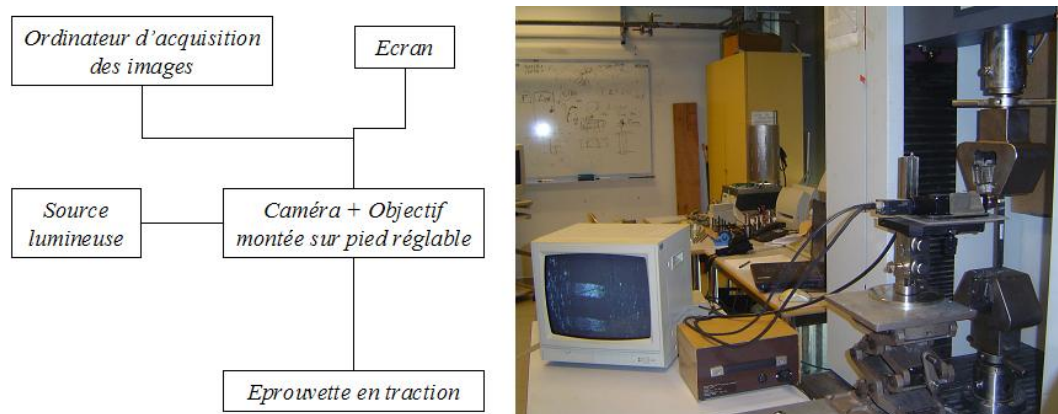 Ordinateur d'acquisition
des images
Ecran
Source
lumineuse
Caméra + Objectif
montée sur pied réglable
Eprouvette en traction